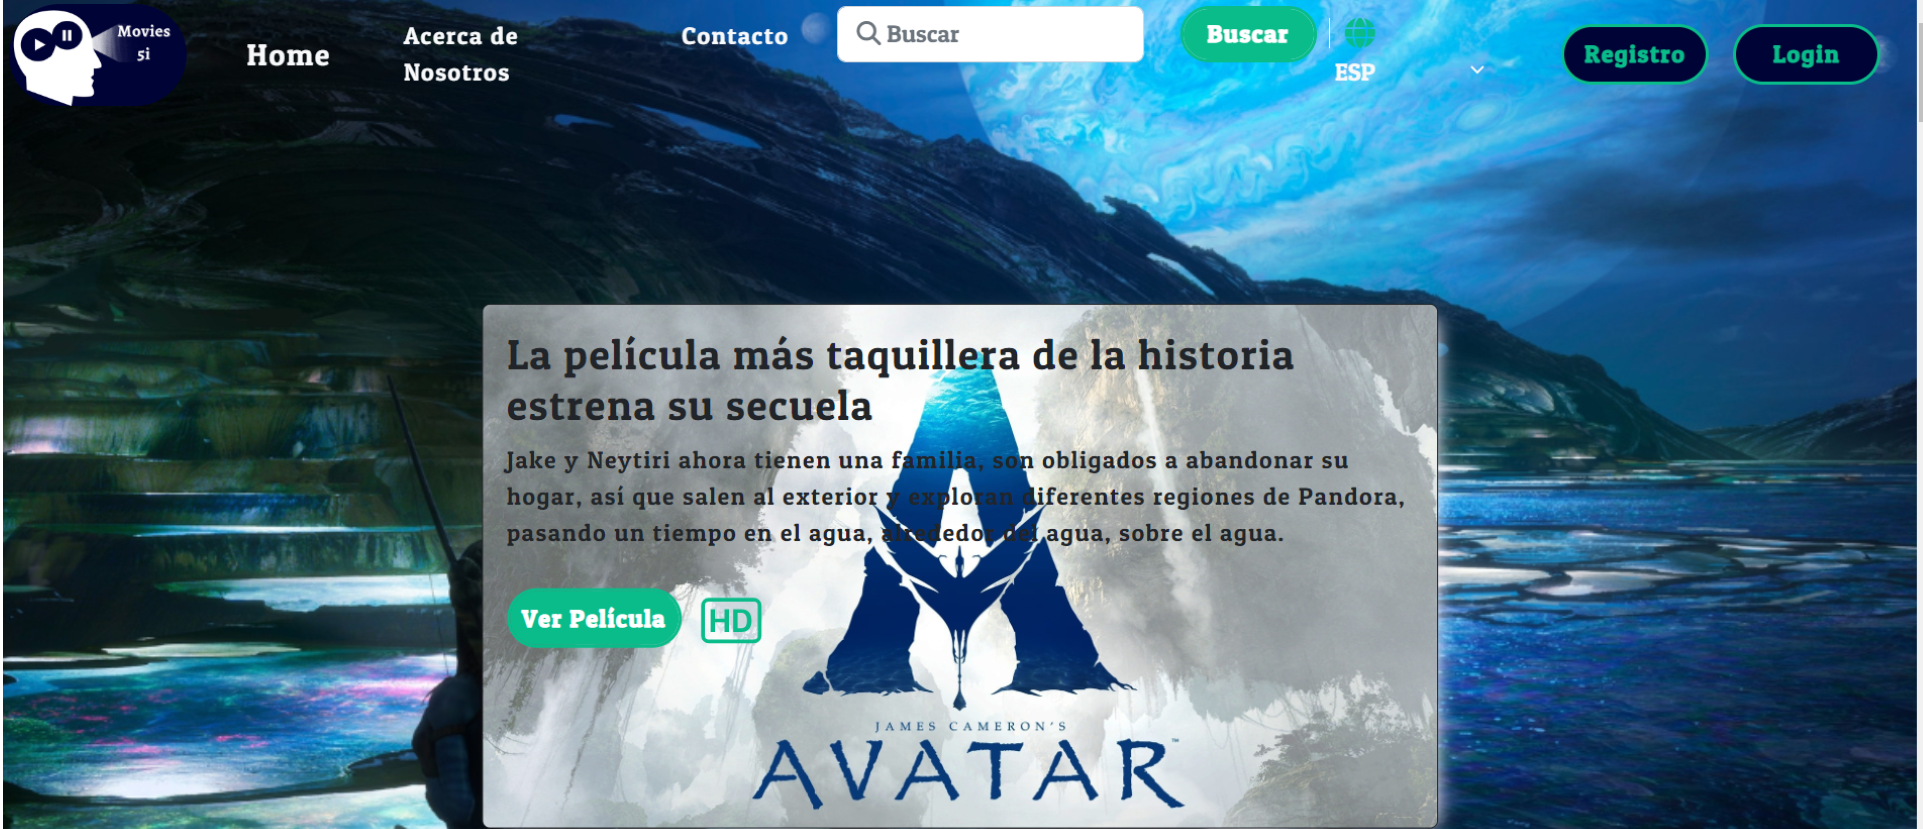 Movies
5i
Home
Acerca de
Nosotros
Contacto
Buscar
Buscar
ESP
Registro
Login
La película más taquillera de la historia
estrena su secuela
Jake y Neytiri ahora tienen una familia, son obligados a abandonar su
hogar, así que salen al exterior y exploran diferentes regiones de Pandora,
pasando un tiempo en el agua, alrededor del agua, sobre el agua.
Ver Película
HD
JAMES CAMERON'S
AVATAR™